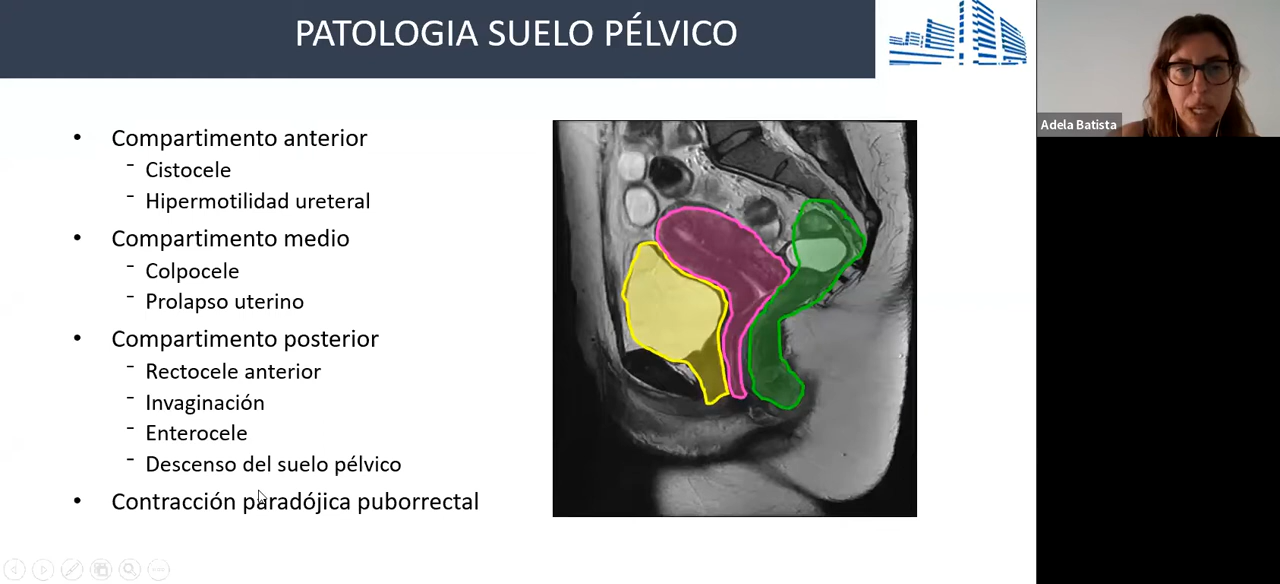 PATOLOGIA SUELO PÉLVICO
• Compartimento anterior
- Cistocele
- Hipermotilidad ureteral
• Compartimento medio
- Colpocele
- Prolapso uterino
• Compartimento posterior
- Rectocele anterior
- Invaginación
- Enterocele
- Descenso del suelo pélvico
• Contracción paradójica puborrectal
Adela Batista